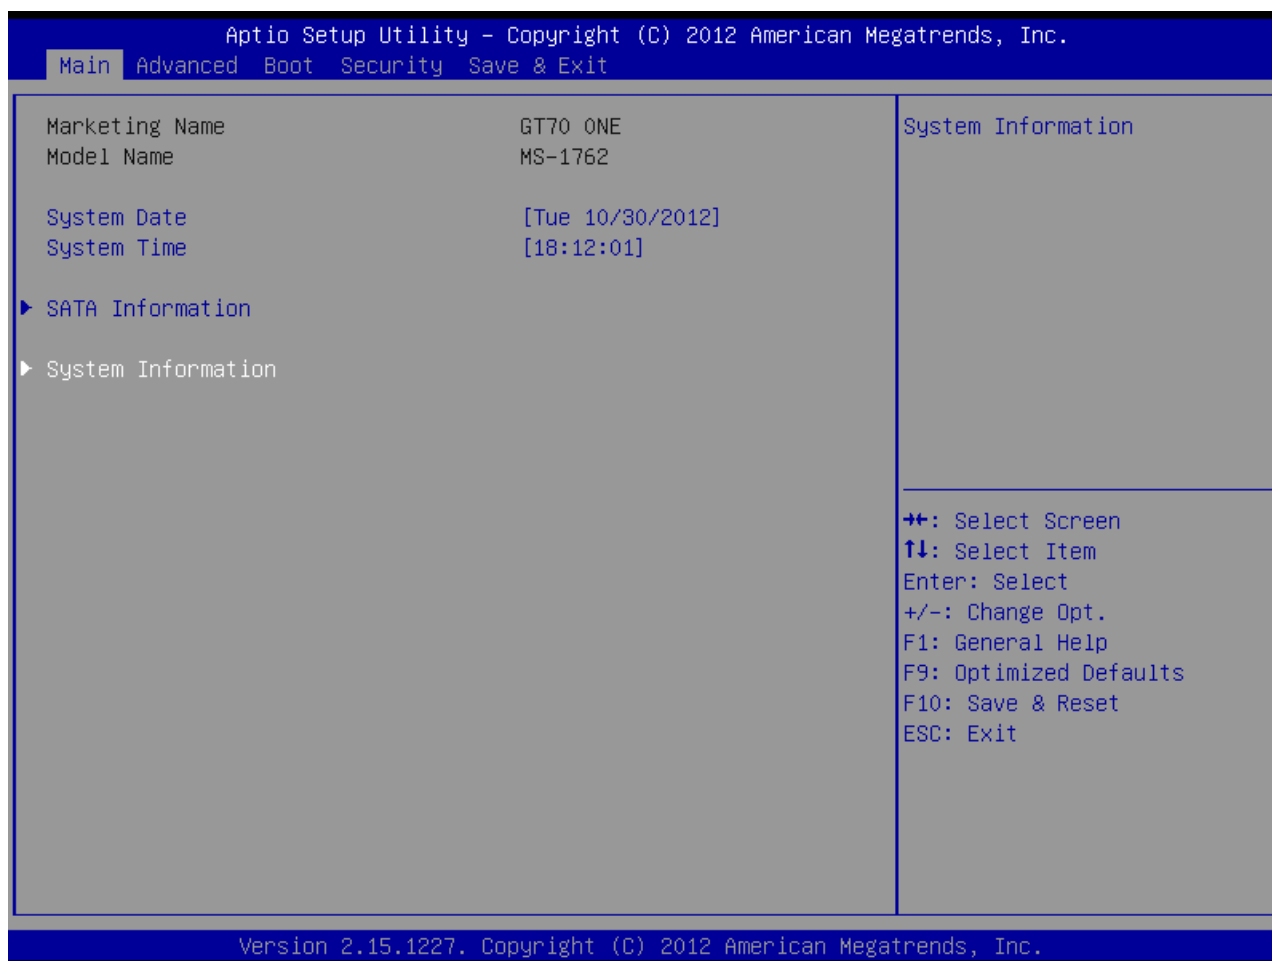 Aptio Setup Utility – Copyright (C) 2012 American Megatrends, Inc.
Main Advanced Boot Security Save & Exit
Marketing Name GT70 ONE
Model Name MS-1762
System Date [Tue 10/30/2012]
System Time [18:12:01]
► SATA Information
► System Information
System Information
→←: Select Screen
↑↓: Select Item
Enter: Select
+/-: Change Opt.
F1: General Help
F9: Optimized Defaults
F10: Save & Reset
ESC: Exit
Version 2.15.1227. Copyright (C) 2012 American Megatrends, Inc.